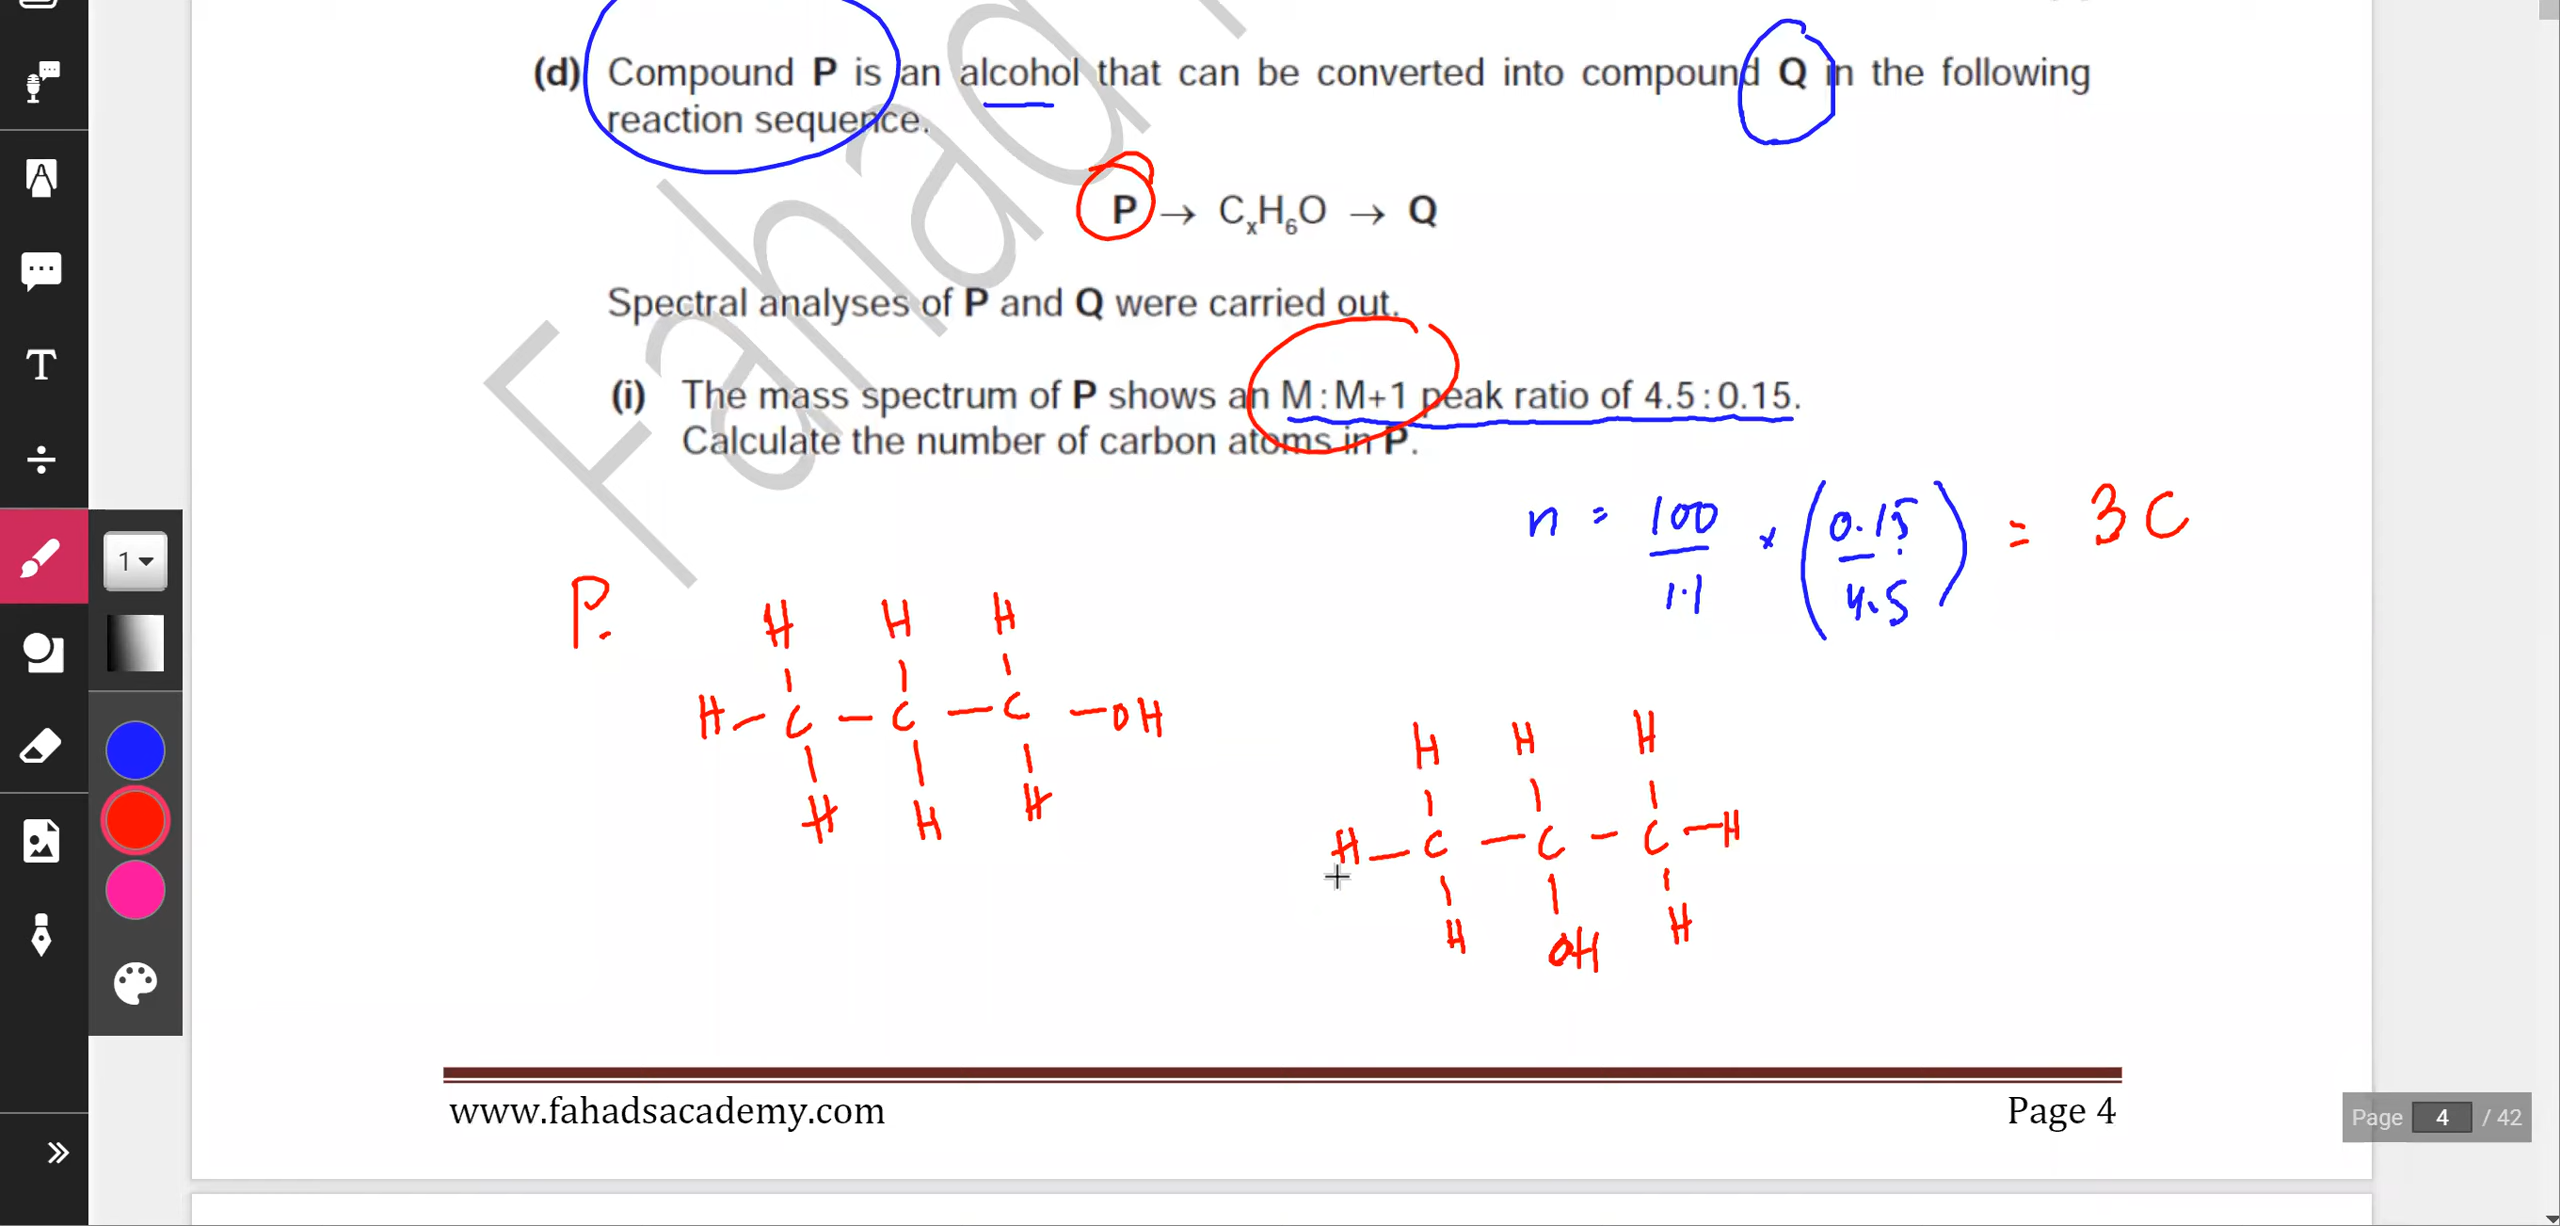 (d) Compound P is an alcohol that can be converted into compound Q in the following
reaction sequence.
P → CₓH₆O → Q
Spectral analyses of P and Q were carried out.
(i) The mass spectrum of P shows an M : M+1 peak ratio of 4.5 : 0.15.
Calculate the number of carbon atoms in P.
n = 100/1.1 × (0.15/4.5) = 3 C
P.
H H H
H - C - C - C - OH
H H H
H H H
H - C - C - C - H
H OH H
www.fahadsacademy.com Page 4
Page 4 / 42
1
T
Fahad